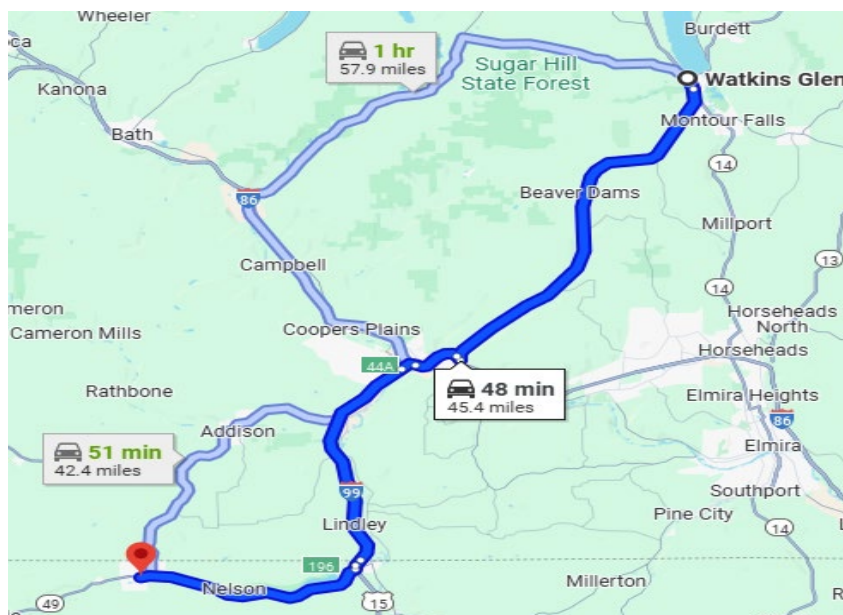 Wheeler
Burdett
1 hr
57.9 miles
Sugar Hill
State Forest
Watkins Glen
Kanona
Montour Falls
Bath
14
86
Beaver Dams
Millport
13
Campbell
14
Horseheads
North
Cameron Mills
Coopers Plains
44A
Horseheads
48 min
45.4 miles
Rathbone
Elmira Heights
86
Addison
51 min
42.4 miles
Elmira
99
Southport
Lindley
Pine City
196
Nelson
Millerton
49
15